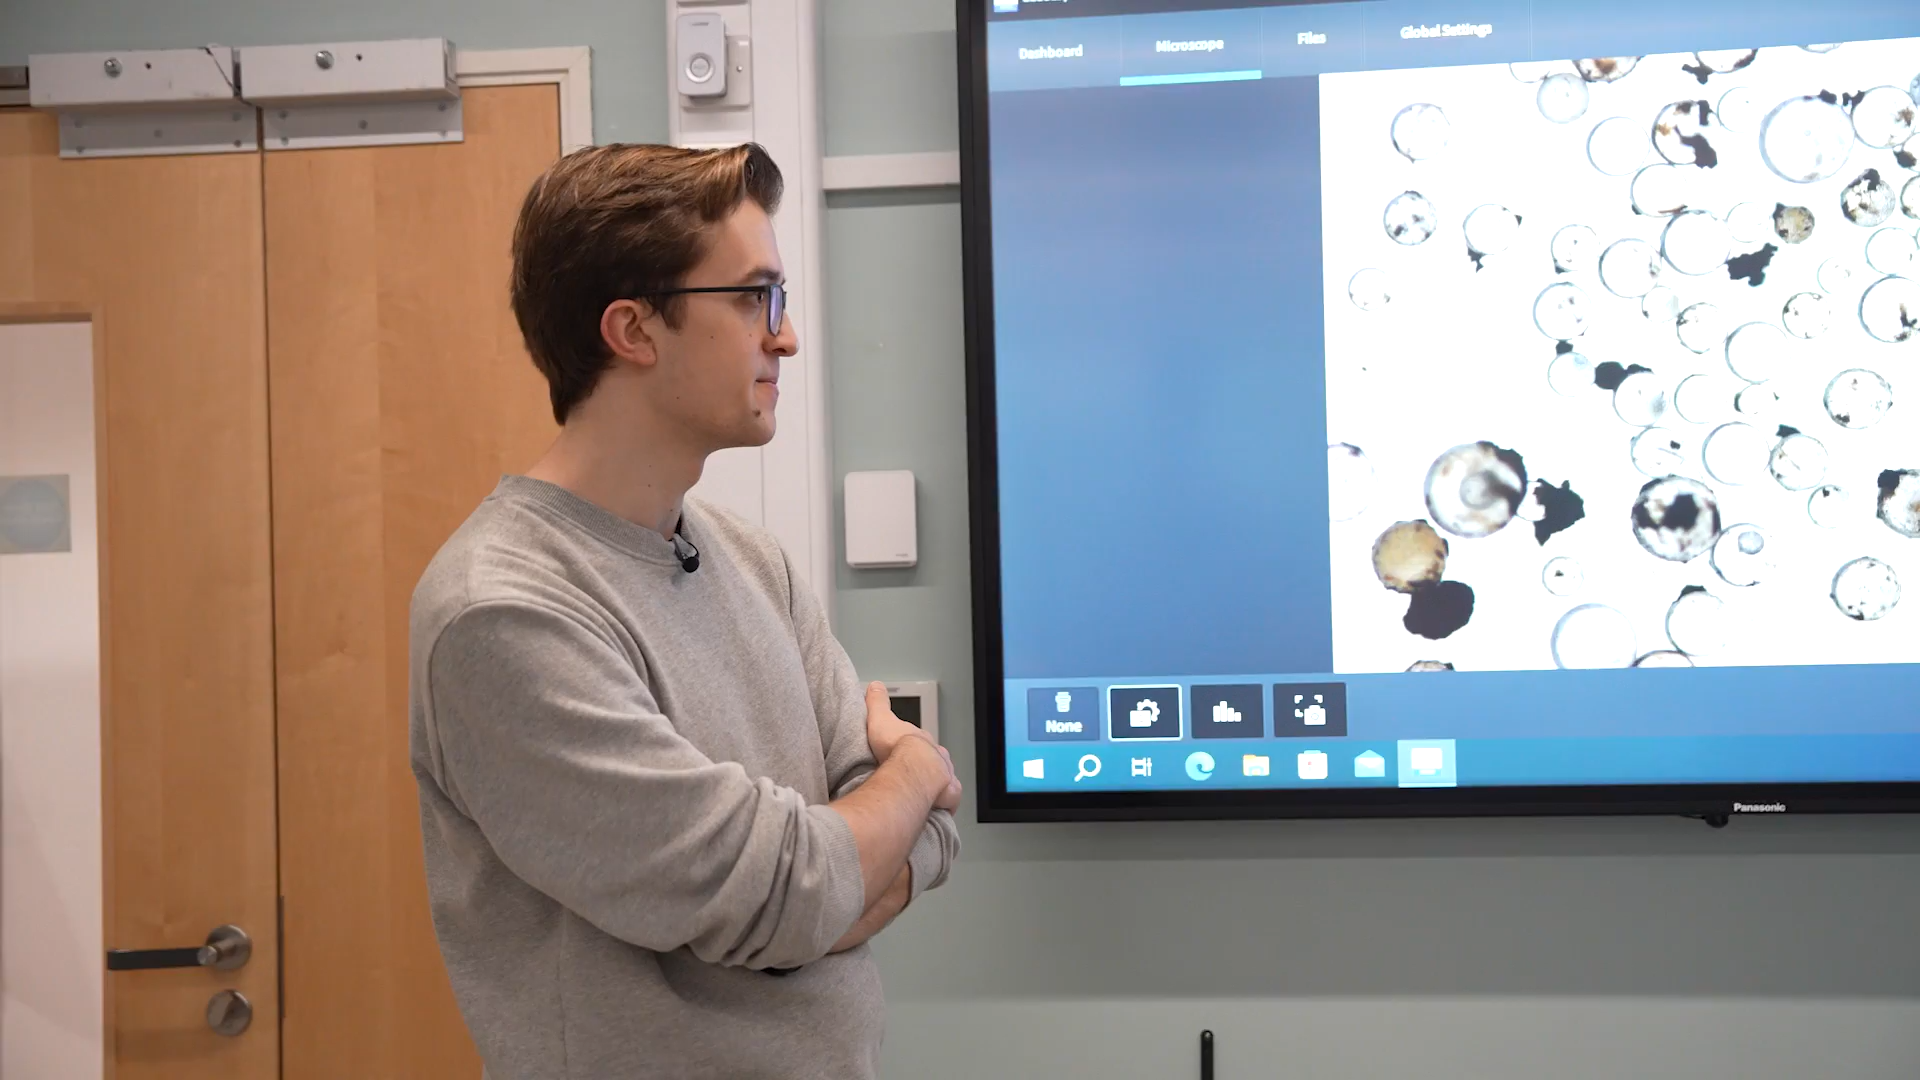 Dashboard
Microscope
Files
Global Settings
None
Panasonic